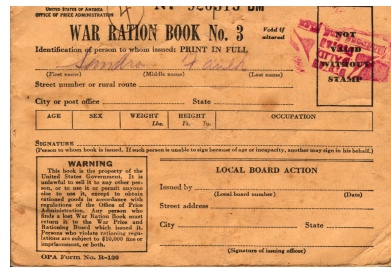 UNITED STATES OF AMERICA
OFFICE OF PRICE ADMINISTRATION
WAR RATION BOOK No. 3
Void if
altered
Identification of person to whom issued: PRINT IN FULL
(First name) (Middle name) (Last name)
Street number or rural route
City or post office State
AGE SEX WEIGHT HEIGHT OCCUPATION
Lbs. Ft. In.
SIGNATURE
(Person to whom book is issued. If such person is unable to sign because of age or incapacity, another may sign in his behalf.)
NOT
VALID
WITHOUT
STAMP
WARNING
This book is the property of the
United States Government. It is
unlawful to sell it to any other per-
son, or to use it or permit anyone
else to use it, except to obtain
rationed goods in accordance with
regulations of the Office of Price
Administration. Any person who
finds a lost War Ration Book must
return it to the War Price and
Rationing Board which issued it.
Persons who violate rationing regu-
lations are subject to $10,000 fine or
imprisonment, or both.
OPA Form No. R-130
LOCAL BOARD ACTION
Issued by
(Local board number) (Date)
Street address
City State
(Signature of issuing officer)